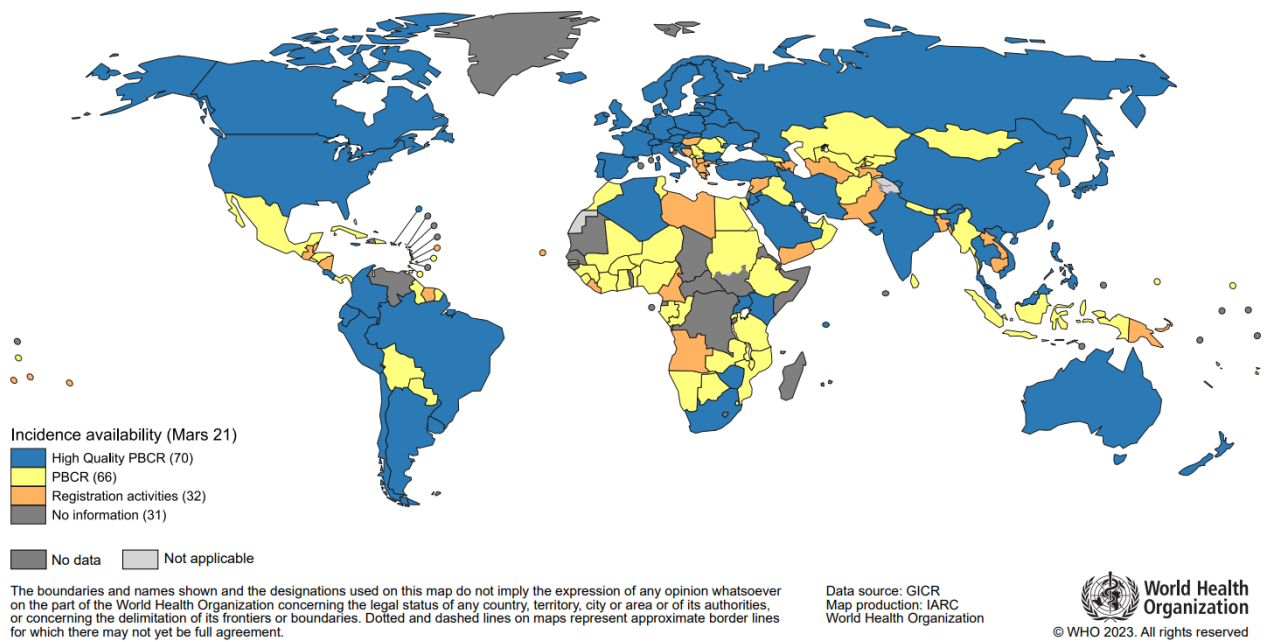 Incidence availability (Mars 21)
High Quality PBCR (70)
PBCR (66)
Registration activities (32)
No information (31)
No data
Not applicable
The boundaries and names shown and the designations used on this map do not imply the expression of any opinion whatsoever
on the part of the World Health Organization concerning the legal status of any country, territory, city or area or of its authorities,
or concerning the delimitation of its frontiers or boundaries. Dotted and dashed lines on maps represent approximate border lines
for which there may not yet be full agreement.
Data source: GICR
Map production: IARC
World Health Organization
World Health
Organization
© WHO 2023. All rights reserved